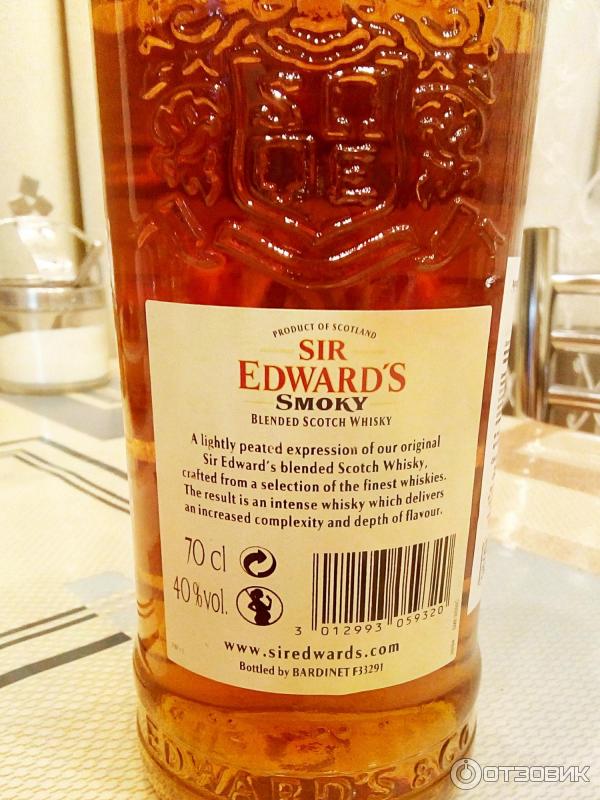 S I
D E
PRODUCT OF SCOTLAND
SIR
EDWARD'S
SMOKY
BLENDED SCOTCH WHISKY
A lightly peated expression of our original
Sir Edward's blended Scotch Whisky,
crafted from a selection of the finest whiskies.
The result is an intense whisky which delivers
an increased complexity and depth of flavour.
70 cl
40%vol.
3 012993 059320
www.siredwards.com
Bottled by BARDINET F33291
EDWARD'S & CO
ОТЗОВИК